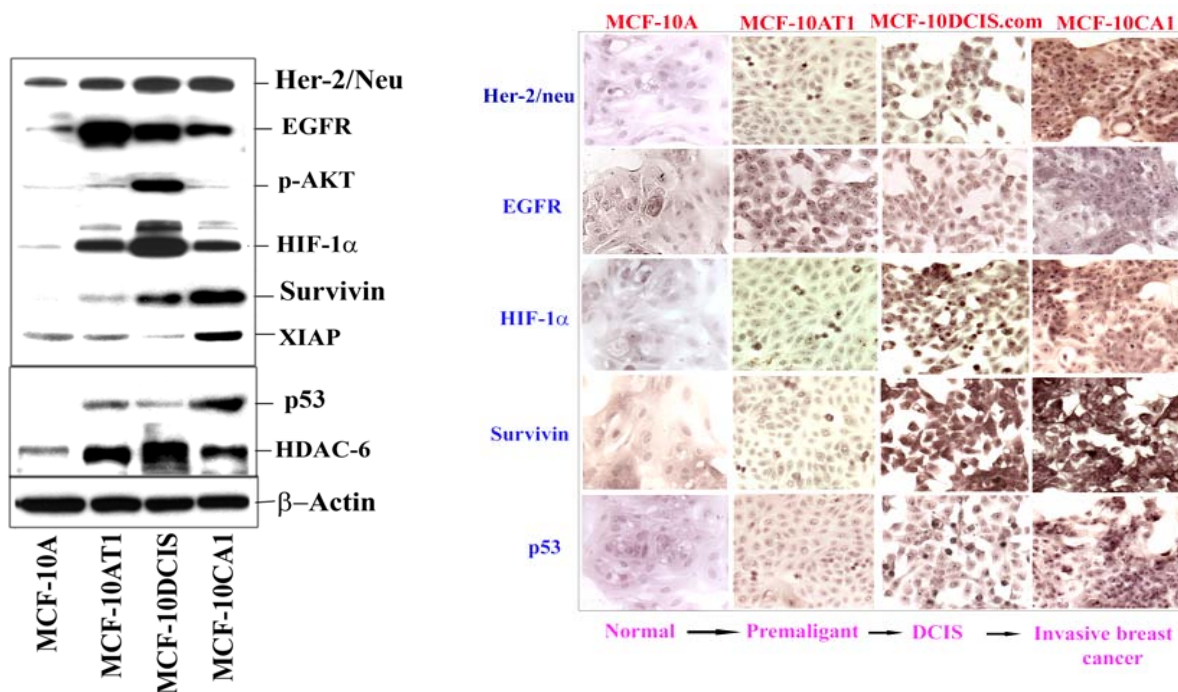 Her-2/Neu
EGFR
p-AKT
HIF-1α
Survivin
XIAP
p53
HDAC-6
β–Actin
MCF-10A
MCF-10AT1
MCF-10DCIS
MCF-10CA1
MCF-10A MCF-10AT1 MCF-10DCIS.com MCF-10CA1
Her-2/neu
EGFR
HIF-1α
Survivin
p53
Normal Premaligant DCIS Invasive breast
cancer